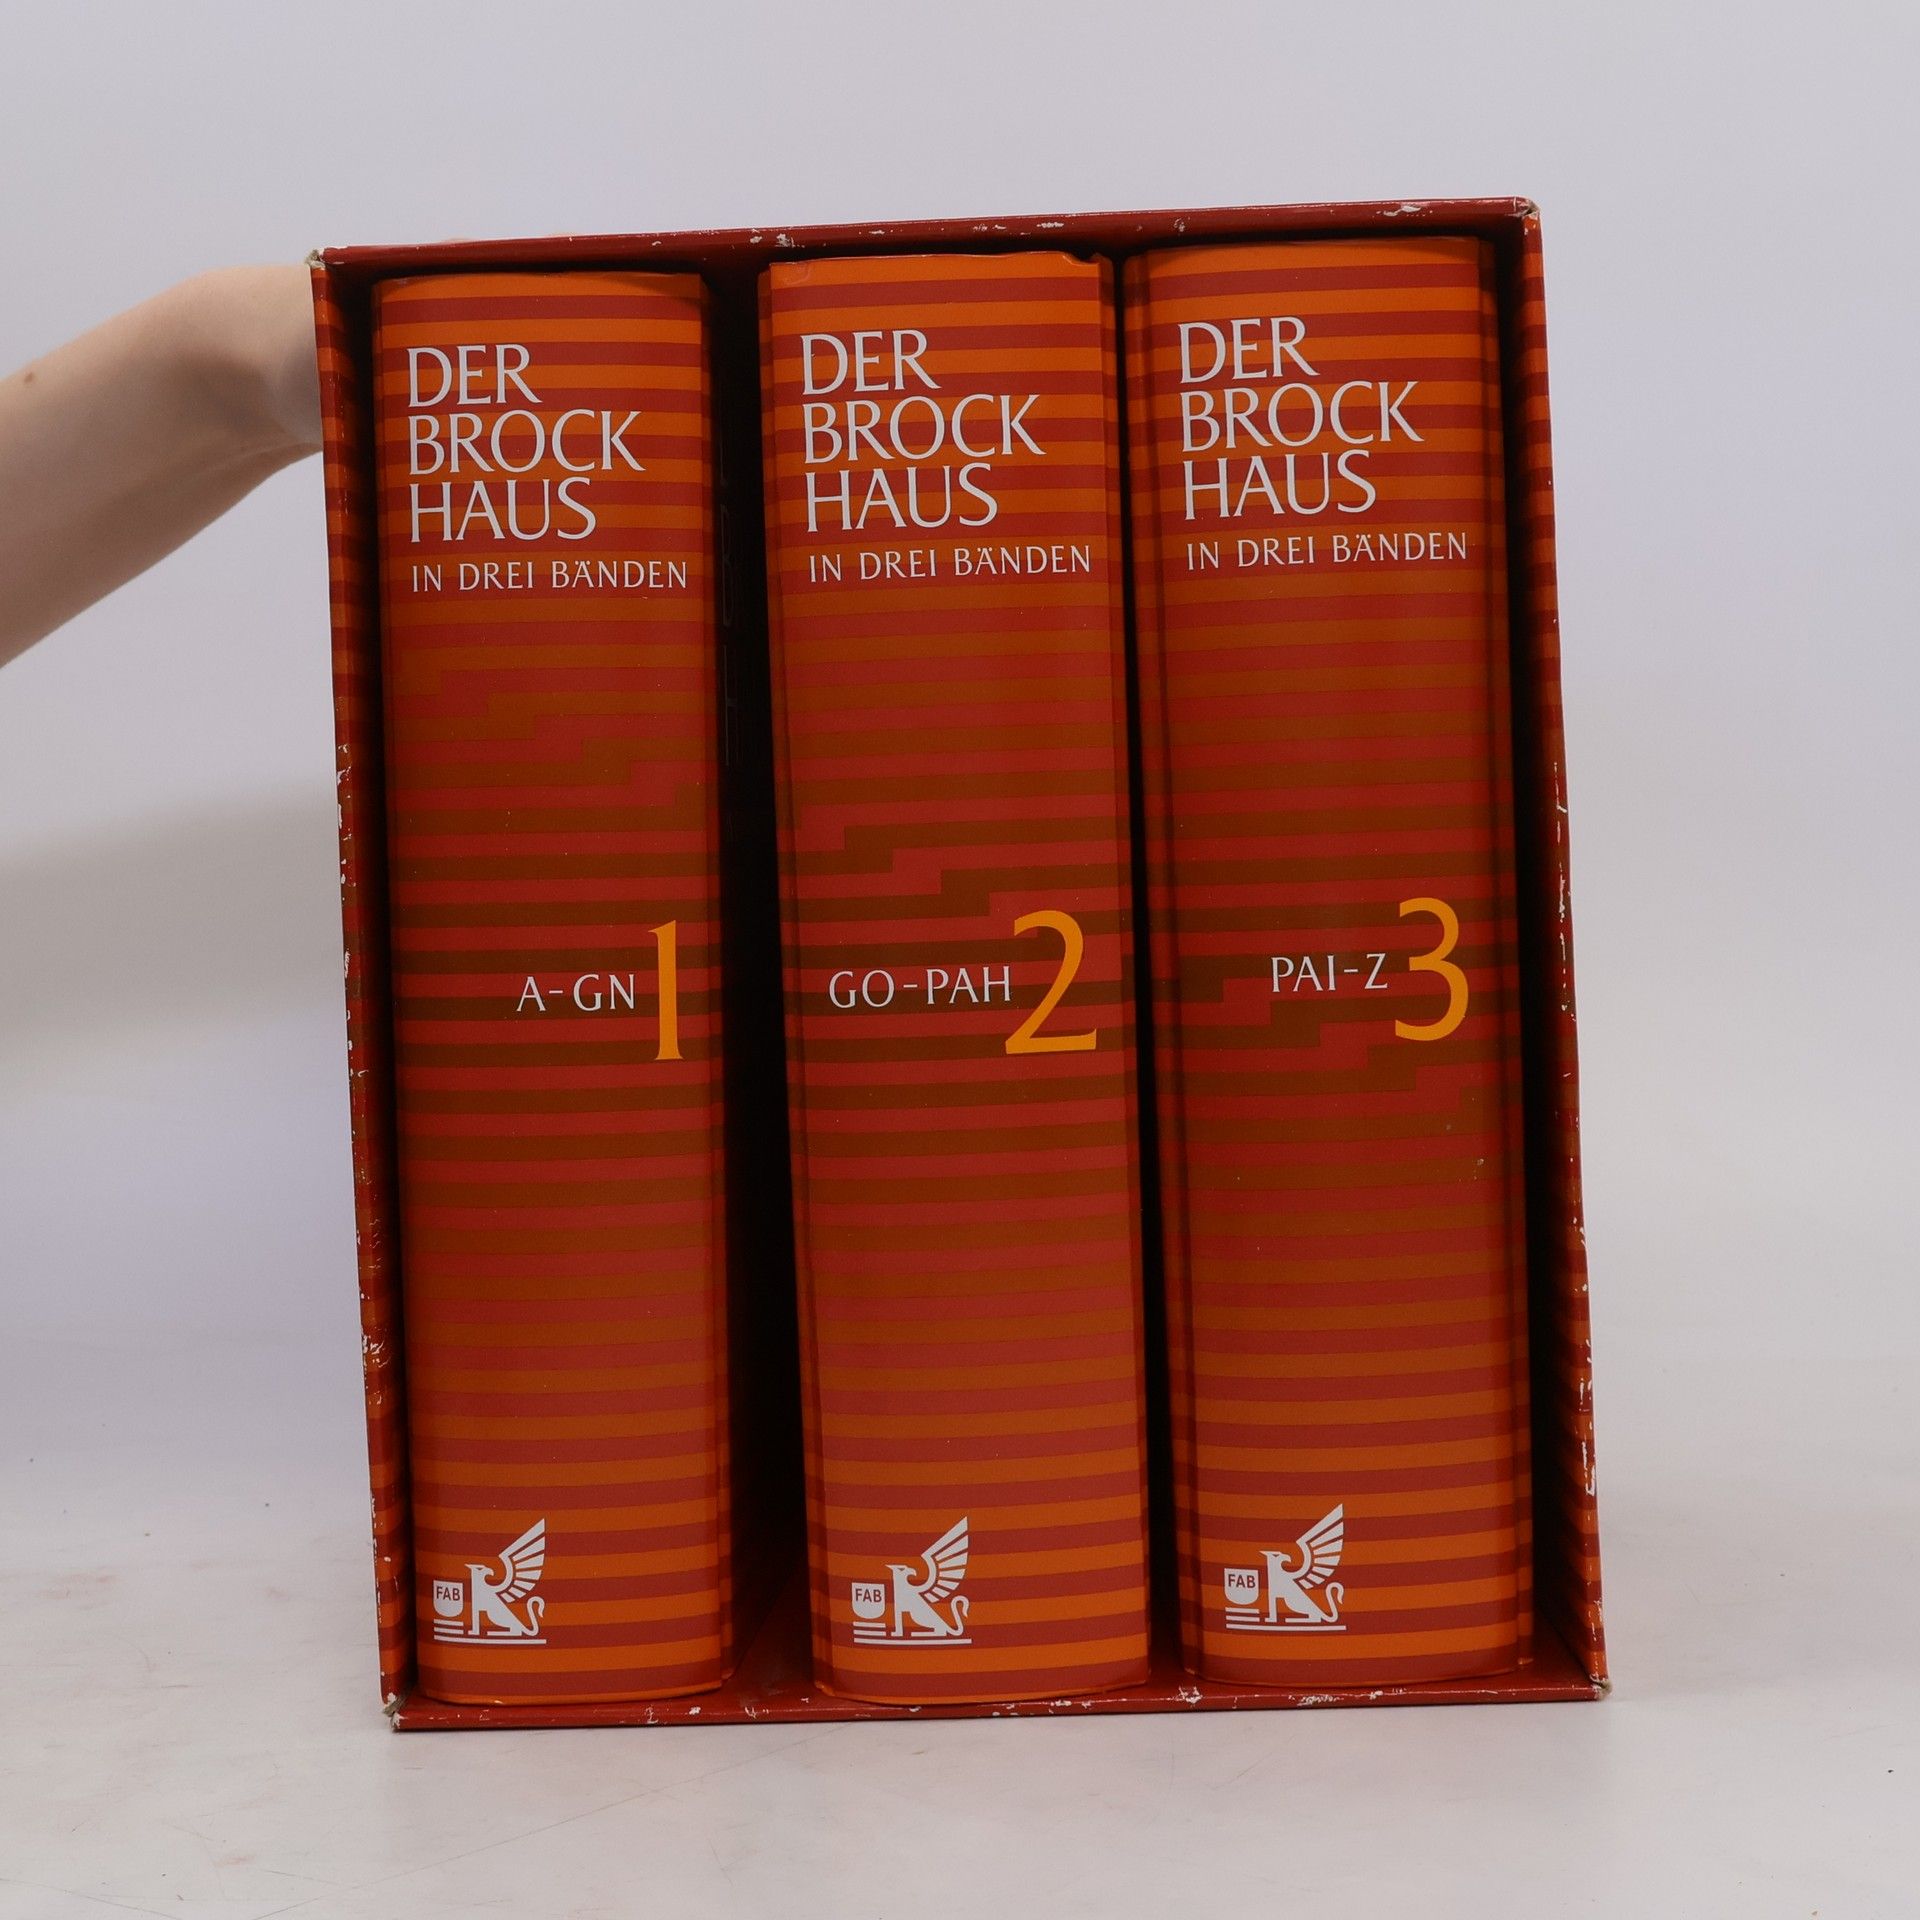 DER
BROCK
HAUS
IN DREI BÄNDEN
A-GN 1
FAB
DER
BROCK
HAUS
IN DREI BÄNDEN
GO-PAH 2
FAB
DER
BROCK
HAUS
IN DREI BÄNDEN
PAI-Z 3
FAB